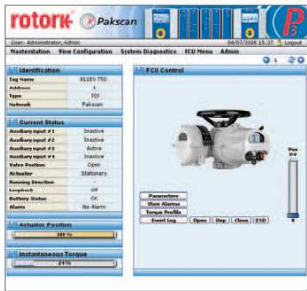 rotork Pakscan
User: Administrator, Admin 04/07/2008 15:37 Logout
Masterstation View Configuration System Diagnostics FCU Menu Admin
Identification
Tag Name
Address 1
Type IQ3
Network Pakscan
Current Status
Auxiliary input #1 Inactive
Auxiliary input #2 Inactive
Auxiliary input #3 Active
Auxiliary input #4 Inactive
Valve Position Open
Actuator Stationary
Running Direction
Loopback Off
Battery Status OK
Alarm No Alarm
Actuator Position
100 %
Instantaneous Torque
24 %
FCU Control
Parameters
Show Alarms
Torque Profile
Event Log Open Stop Close ESD